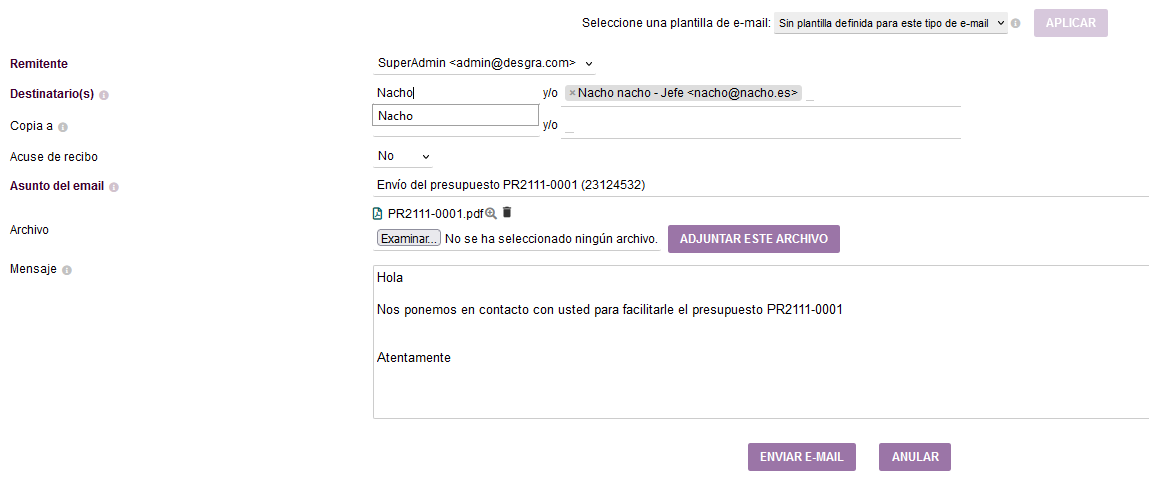 Seleccione una plantilla de e-mail: Sin plantilla definida para este tipo de e-mail APLICAR
Remitente SuperAdmin <admin@desgra.com>
Destinatario(s) Nacho y/o ×Nacho nacho - Jefe <nacho@nacho.es>
Nacho
Copia a y/o
Acuse de recibo No
Asunto del email Envío del presupuesto PR2111-0001 (23124532)
PR2111-0001.pdf
Archivo
Examinar... No se ha seleccionado ningún archivo. ADJUNTAR ESTE ARCHIVO
Mensaje
Hola
Nos ponemos en contacto con usted para facilitarle el presupuesto PR2111-0001
Atentamente
ENVIAR E-MAIL ANULAR